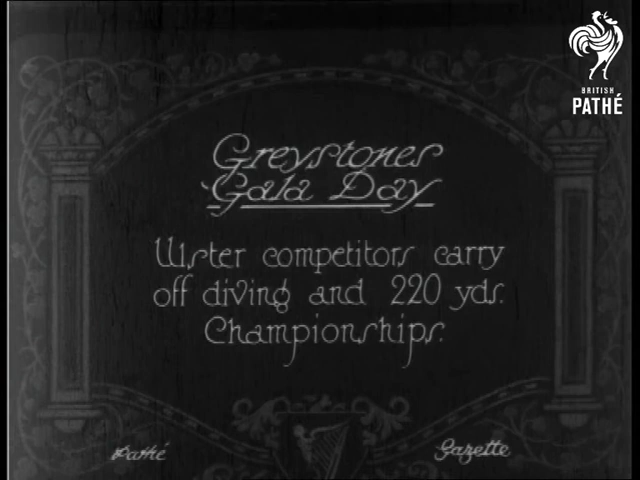 BRITISH
PATHÉ
Greystones
Gala Day
Ulster competitors carry
off diving and 220 yds.
Championships.
Pathé Gazette